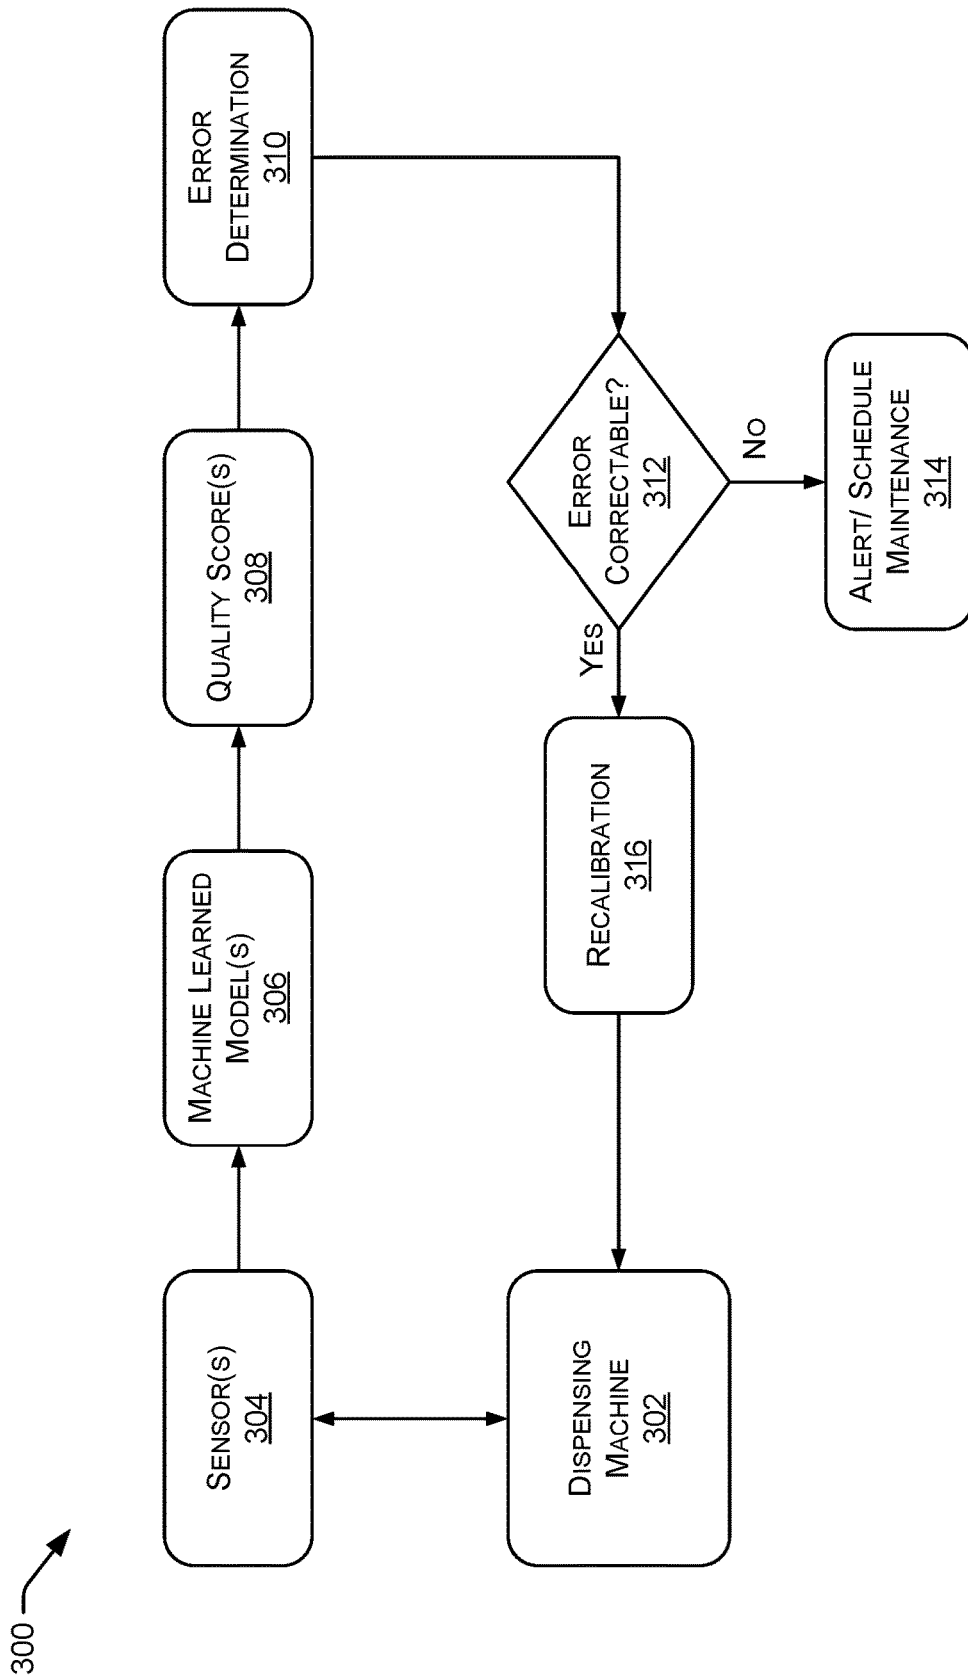 300
SENSOR(S)
304
MACHINE LEARNED
MODEL(S)
306
QUALITY SCORE(S)
308
ERROR
DETERMINATION
310
DISPENSING
MACHINE
302
RECALIBRATION
316
YES
ERROR
CORRECTABLE?
312
NO
ALERT/ SCHEDULE
MAINTENANCE
314